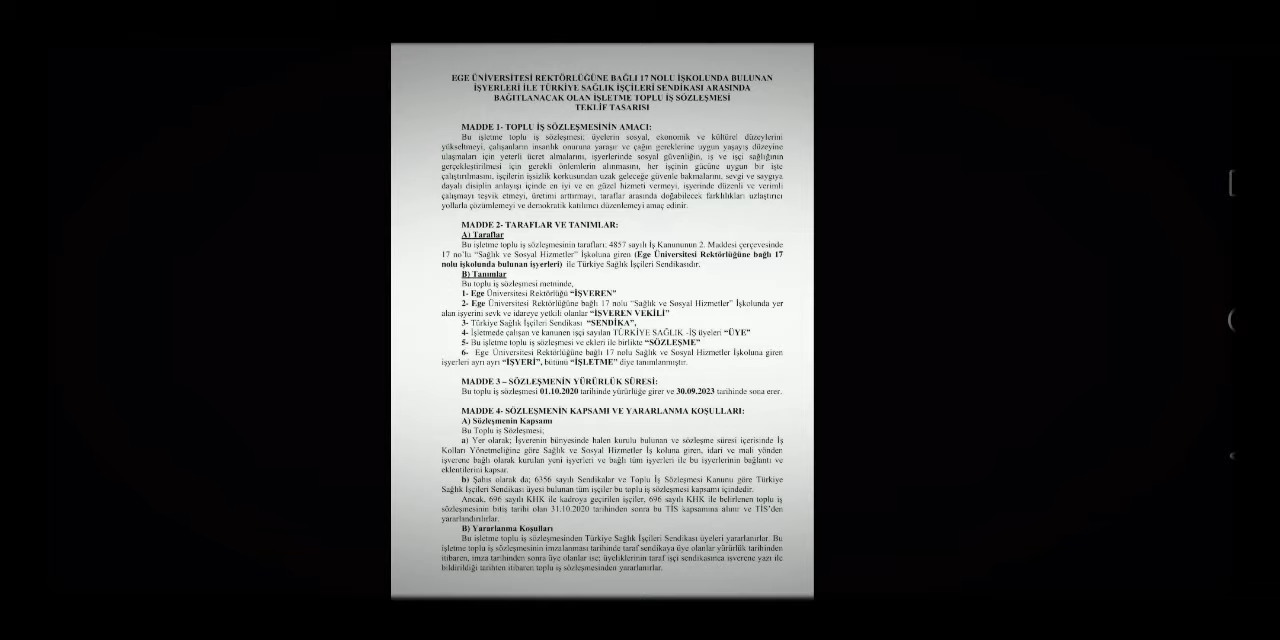 EGE ÜNİVERSİTESİ REKTÖRLÜĞÜNE BAĞLI 17 NOLU İŞKOLUNDA BULUNAN
İŞYERLERİ İLE TÜRKİYE SAĞLIK İŞÇİLERİ SENDİKASI ARASINDA
BAĞITLANACAK OLAN İŞLETME TOPLU İŞ SÖZLEŞMESİ
TEKLİF TASARISI
MADDE 1- TOPLU İŞ SÖZLEŞMESİNİN AMACI:
Bu işletme toplu iş sözleşmesi; üyelerin sosyal, ekonomik ve kültürel düzeylerini
yükseltmeyi, çalışanların insanlık onuruna yaraşır ve çağın gereklerine uygun yaşayış düzeyine
ulaşmaları için yeterli ücret almalarını, işyerlerinde sosyal güvenliğin, iş ve işçi sağlığının
gerçekleştirilmesi için gerekli önlemlerin alınmasını, her işçinin gücüne uygun bir işte
çalıştırılmasını, işçilerin işsizlik korkusundan uzak geleceğe güvenle bakmalarını, sevgi ve saygıya
dayalı disiplin anlayışı içinde en iyi ve en güzel hizmeti vermeyi, işyerinde düzenli ve verimli
çalışmayı teşvik etmeyi, üretimi arttırmayı, taraflar arasında doğabilecek farklılıkları uzlaştırıcı
yollarla çözümlemeyi ve demokratik katılımcı düzenlemeyi amaç edinir.
MADDE 2- TARAFLAR VE TANIMLAR:
A) Taraflar
Bu işletme toplu iş sözleşmesinin tarafları; 4857 sayılı İş Kanununun 2. Maddesi çerçevesinde
17 no'lu "Sağlık ve Sosyal Hizmetler" İşkoluna giren (Ege Üniversitesi Rektörlüğüne bağlı 17
nolu işkolunda bulunan işyerleri) ile Türkiye Sağlık İşçileri Sendikasıdır.
B) Tanımlar
Bu toplu iş sözleşmesi metninde,
1- Ege Üniversitesi Rektörlüğü "İŞVEREN"
2- Ege Üniversitesi Rektörlüğüne bağlı 17 nolu "Sağlık ve Sosyal Hizmetler" İşkolunda yer
alan işyerini sevk ve idareye yetkili olanlar "İŞVEREN VEKİLİ"
3- Türkiye Sağlık İşçileri Sendikası "SENDİKA",
4- İşletmede çalışan ve kanunen işçi sayılan TÜRKİYE SAĞLIK -İŞ üyeleri "ÜYE"
5- Bu işletme toplu iş sözleşmesi ve ekleri ile birlikte "SÖZLEŞME"
6- Ege Üniversitesi Rektörlüğüne bağlı 17 nolu Sağlık ve Sosyal Hizmetler İşkoluna giren
işyerleri ayrı ayrı "İŞYERİ", bütünü "İŞLETME" diye tanımlanmıştır.
MADDE 3 – SÖZLEŞMENİN YÜRÜRLÜK SÜRESİ:
Bu toplu iş sözleşmesi 01.10.2020 tarihinde yürürlüğe girer ve 30.09.2023 tarihinde sona erer.
MADDE 4- SÖZLEŞMENİN KAPSAMI VE YARARLANMA KOŞULLARI:
A) Sözleşmenin Kapsamı
Bu Toplu iş Sözleşmesi;
a) Yer olarak; İşverenin bünyesinde halen kurulu bulunan ve sözleşme süresi içerisinde İş
Kolları Yönetmeliğine göre Sağlık ve Sosyal Hizmetler İş koluna giren, idari ve mali yönden
işverene bağlı olarak kurulan yeni işyerleri ve bağlı tüm işyerleri ile bu işyerlerinin bağlantı ve
eklentilerini kapsar.
b) Şahıs olarak da; 6356 sayılı Sendikalar ve Toplu İş Sözleşmesi Kanunu göre Türkiye
Sağlık İşçileri Sendikası üyesi bulunan tüm işçiler bu toplu iş sözleşmesi kapsamı içindedir.
Ancak, 696 sayılı KHK ile kadroya geçirilen işçiler, 696 sayılı KHK ile belirlenen toplu iş
sözleşmesinin bitiş tarihi olan 31.10.2020 tarihinden sonra bu TİS kapsamına alınır ve TİS'den
yararlandırılırlar.
B) Yararlanma Koşulları
Bu işletme toplu iş sözleşmesinden Türkiye Sağlık İşçileri Sendikası üyeleri yararlanırlar. Bu
işletme toplu iş sözleşmesinin imzalanması tarihinde taraf sendikaya üye olanlar yürürlük tarihinden
itibaren, imza tarihinden sonra üye olanlar ise; üyeliklerinin taraf işçi sendikasınca işverene yazı ile
bildirildiği tarihten itibaren toplu iş sözleşmesinden yararlanırlar.